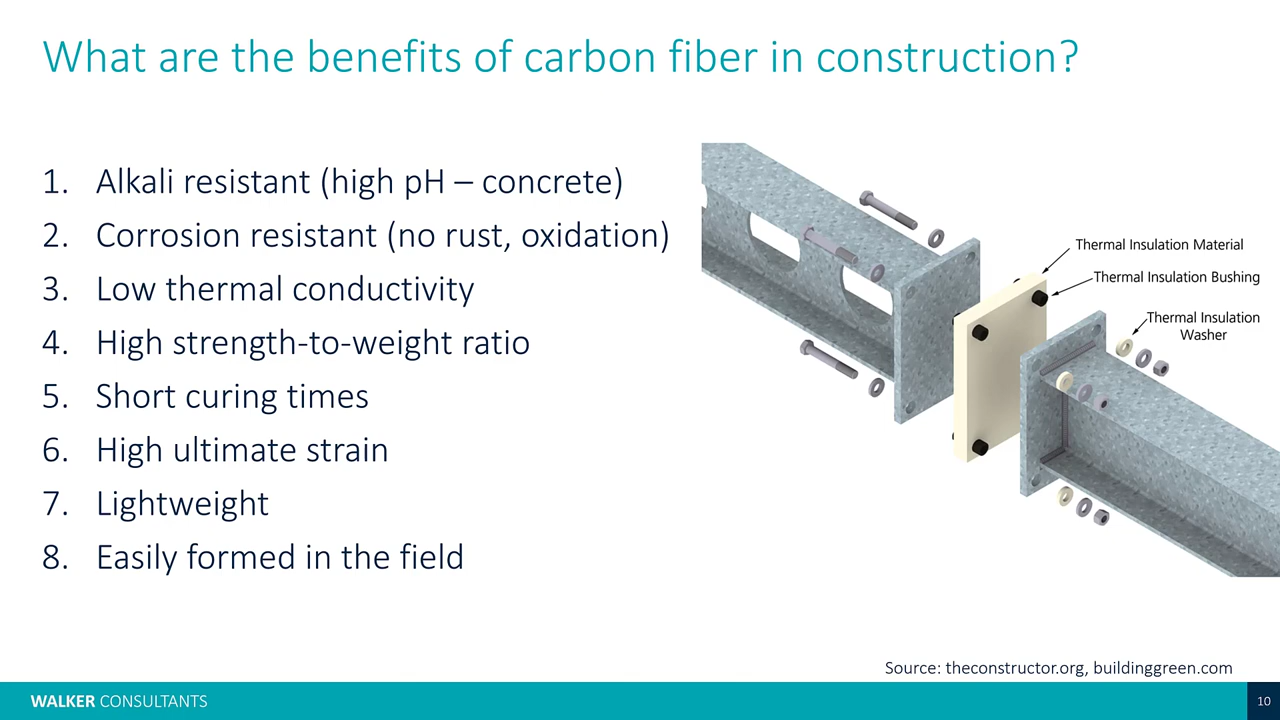 What are the benefits of carbon fiber in construction?
1. Alkali resistant (high pH – concrete)
2. Corrosion resistant (no rust, oxidation)
3. Low thermal conductivity
4. High strength-to-weight ratio
5. Short curing times
6. High ultimate strain
7. Lightweight
8. Easily formed in the field
Thermal Insulation Material
Thermal Insulation Bushing
Thermal Insulation
Washer
Source: theconstructor.org, buildinggreen.com
WALKER CONSULTANTS
10